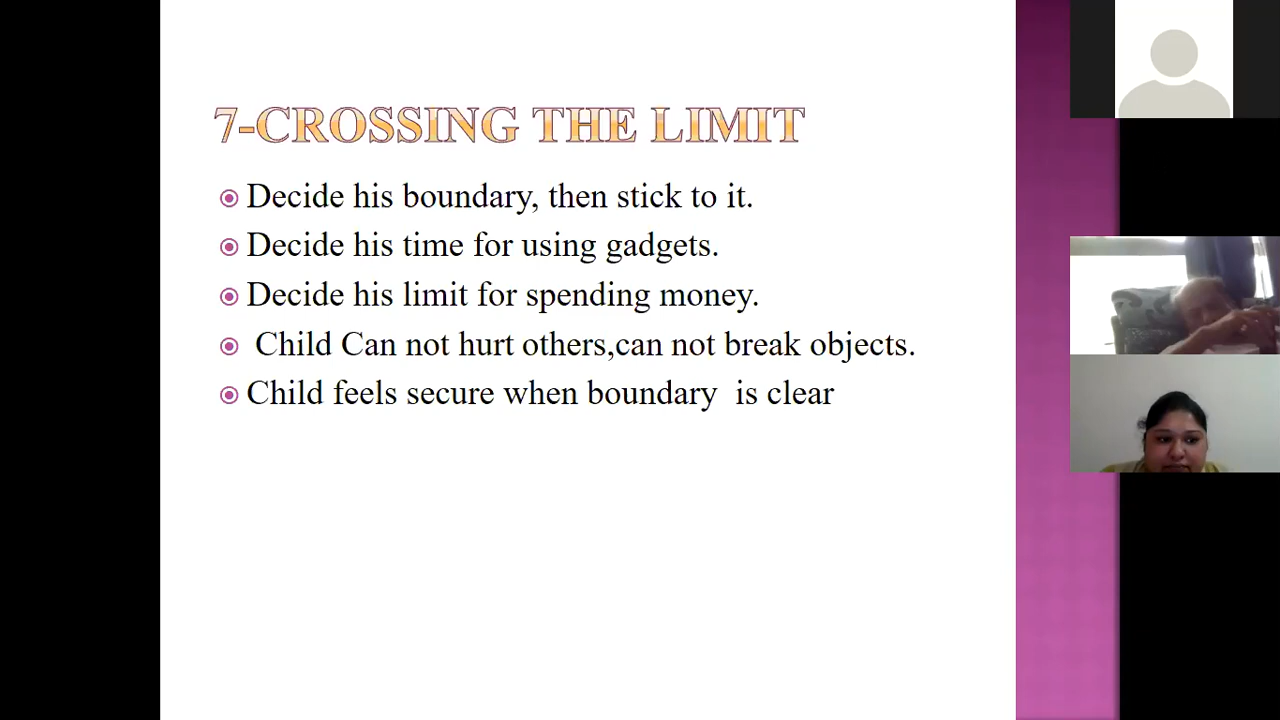 7-CROSSING THE LIMIT
Decide his boundary, then stick to it.
Decide his time for using gadgets.
Decide his limit for spending money.
Child Can not hurt others,can not break objects.
Child feels secure when boundary  is clear